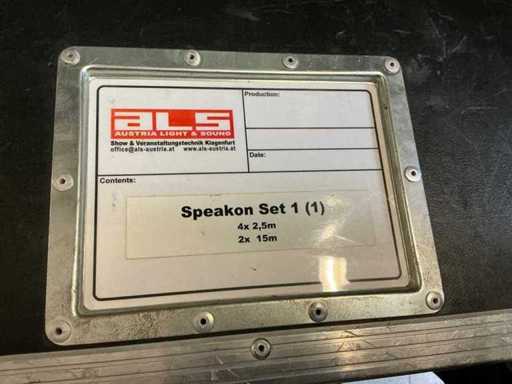 Production:
ALS
AUSTRIA LIGHT & SOUND
Show & Veranstaltungstechnik Klagenfurt
office@als-austria.at www.als-austria.at
Date:
Contents:
Speakon Set 1 (1)
4x 2,5m
2x 15m